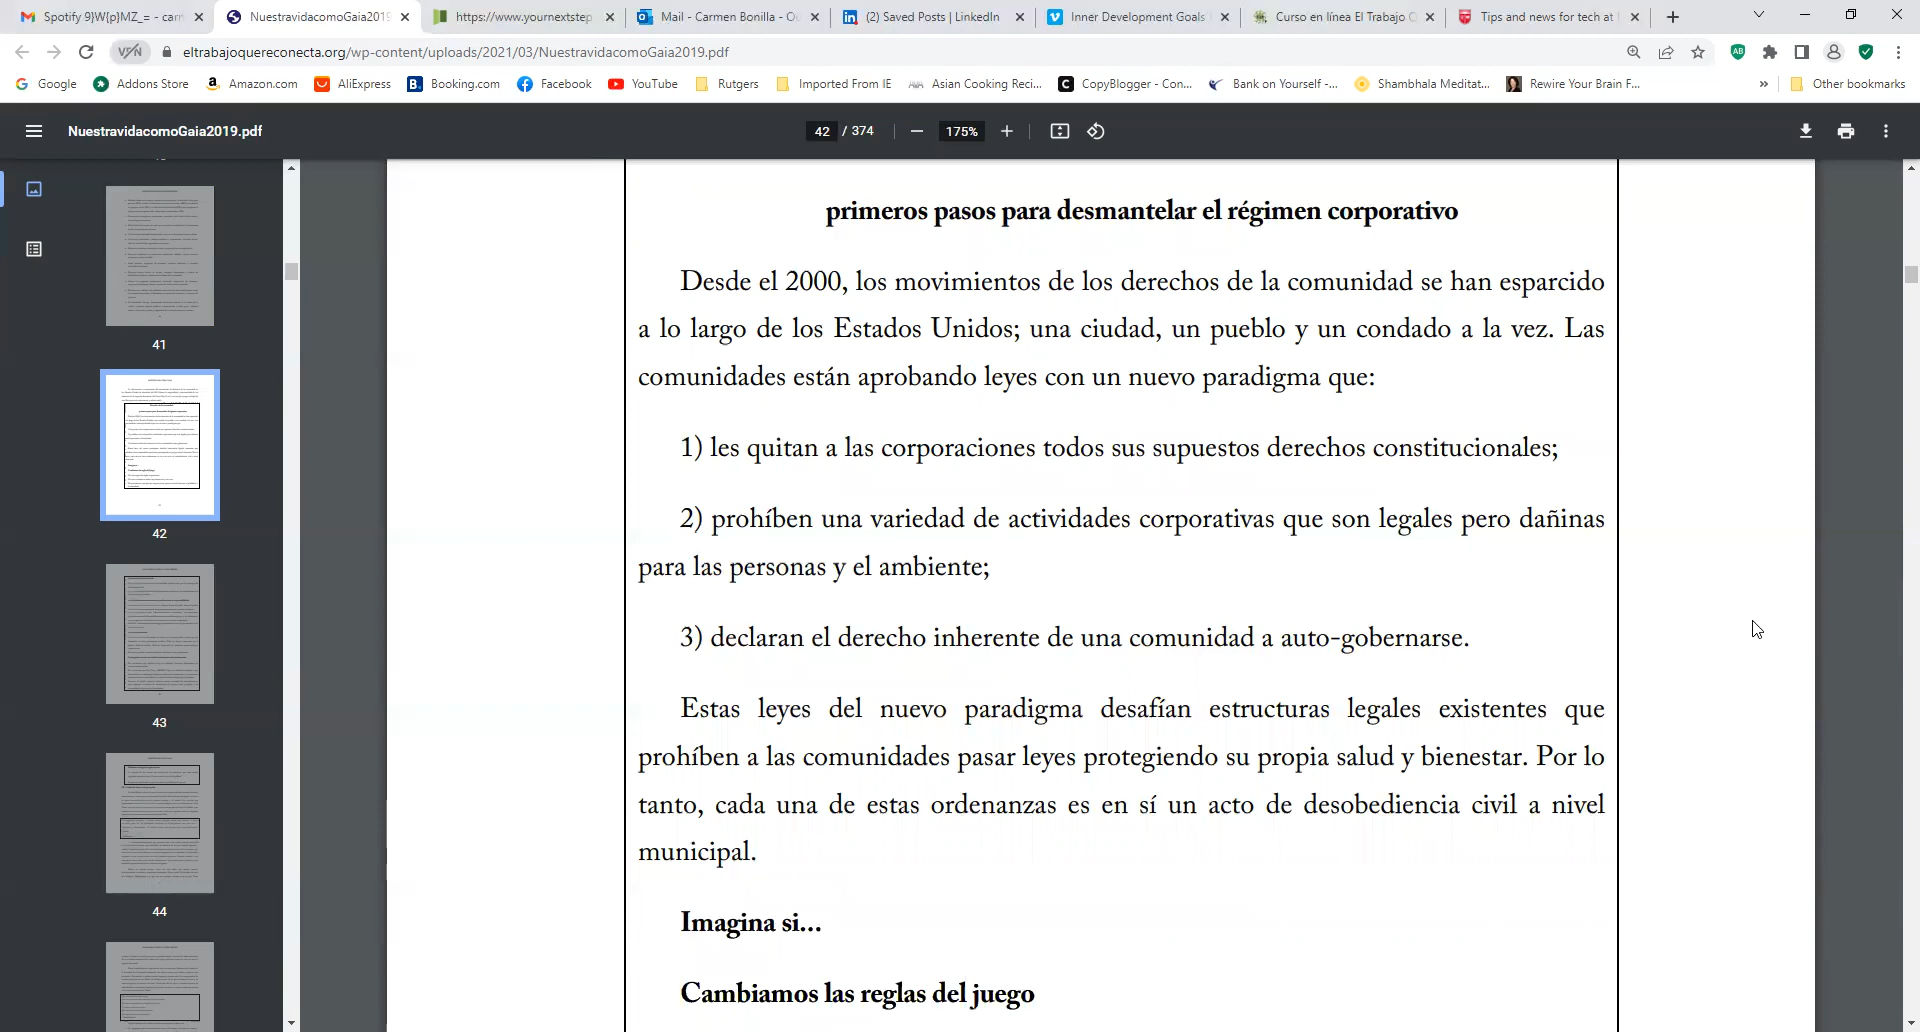 Spotify 9}W{p}MZ_= - can
NuestravidacomoGaia2019
https://www.yournextstep
Mail - Carmen Bonilla - O
(2) Saved Posts | LinkedIn
Inner Development Goals
Curso en línea El Trabajo
Tips and news for tech at
VPN
eltrabajoquereconecta.org/wp-content/uploads/2021/03/NuestravidacomoGaia2019.pdf
Google
Addons Store
Amazon.com
AliExpress
Booking.com
Facebook
YouTube
Rutgers
Imported From IE
Asian Cooking Reci...
CopyBlogger - Con...
Bank on Yourself -...
Shambhala Meditat...
Rewire Your Brain F...
»
Other bookmarks
NuestravidacomoGaia2019.pdf
42 / 374
175%
41
42
43
44
primeros pasos para desmantelar el régimen corporativo
Desde el 2000, los movimientos de los derechos de la comunidad se han esparcido
a lo largo de los Estados Unidos; una ciudad, un pueblo y un condado a la vez. Las
comunidades están aprobando leyes con un nuevo paradigma que:
1) les quitan a las corporaciones todos sus supuestos derechos constitucionales;
2) prohíben una variedad de actividades corporativas que son legales pero dañinas
para las personas y el ambiente;
3) declaran el derecho inherente de una comunidad a auto-gobernarse.
Estas leyes del nuevo paradigma desafían estructuras legales existentes que
prohíben a las comunidades pasar leyes protegiendo su propia salud y bienestar. Por lo
tanto, cada una de estas ordenanzas es en sí un acto de desobediencia civil a nivel
municipal.
Imagina si...
Cambiamos las reglas del juego